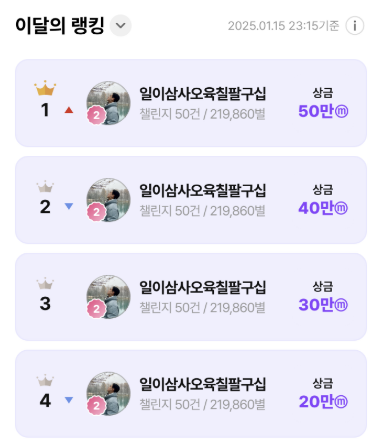 이달의 랭킹
2025.01.15 23:15기준
1
2
일이삼사오육칠팔구십
챌린지 50건 / 219,860별
상금
50만ⓜ
2
2
일이삼사오육칠팔구십
챌린지 50건 / 219,860별
상금
40만ⓜ
3
2
일이삼사오육칠팔구십
챌린지 50건 / 219,860별
상금
30만ⓜ
4
2
일이삼사오육칠팔구십
챌린지 50건 / 219,860별
상금
20만ⓜ